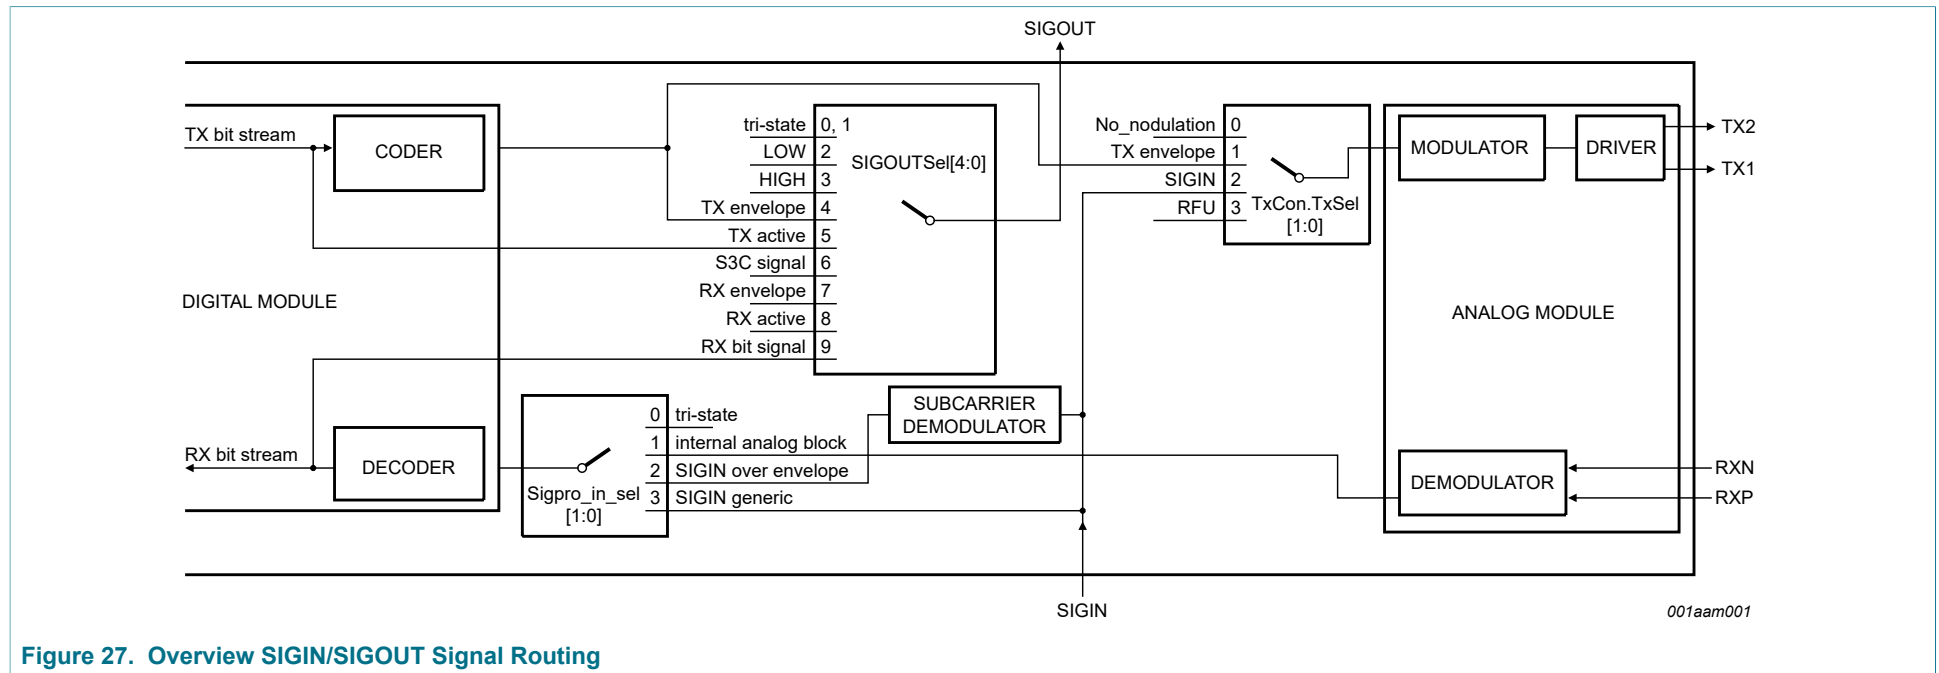 SIGOUT
TX bit stream
CODER
tri-state 0, 1
LOW 2
HIGH 3
TX envelope 4
TX active 5
S3C signal 6
RX envelope 7
RX active 8
RX bit signal 9
SIGOUTSel[4:0]
No_nodulation 0
TX envelope 1
SIGIN 2
RFU 3
TxCon.TxSel
[1:0]
MODULATOR
DRIVER
TX2
TX1
DIGITAL MODULE
ANALOG MODULE
RX bit stream
DECODER
Sigpro_in_sel
[1:0]
0 tri-state
1 internal analog block
2 SIGIN over envelope
3 SIGIN generic
SUBCARRIER
DEMODULATOR
DEMODULATOR
RXN
RXP
SIGIN
001aam001
Figure 27. Overview SIGIN/SIGOUT Signal Routing